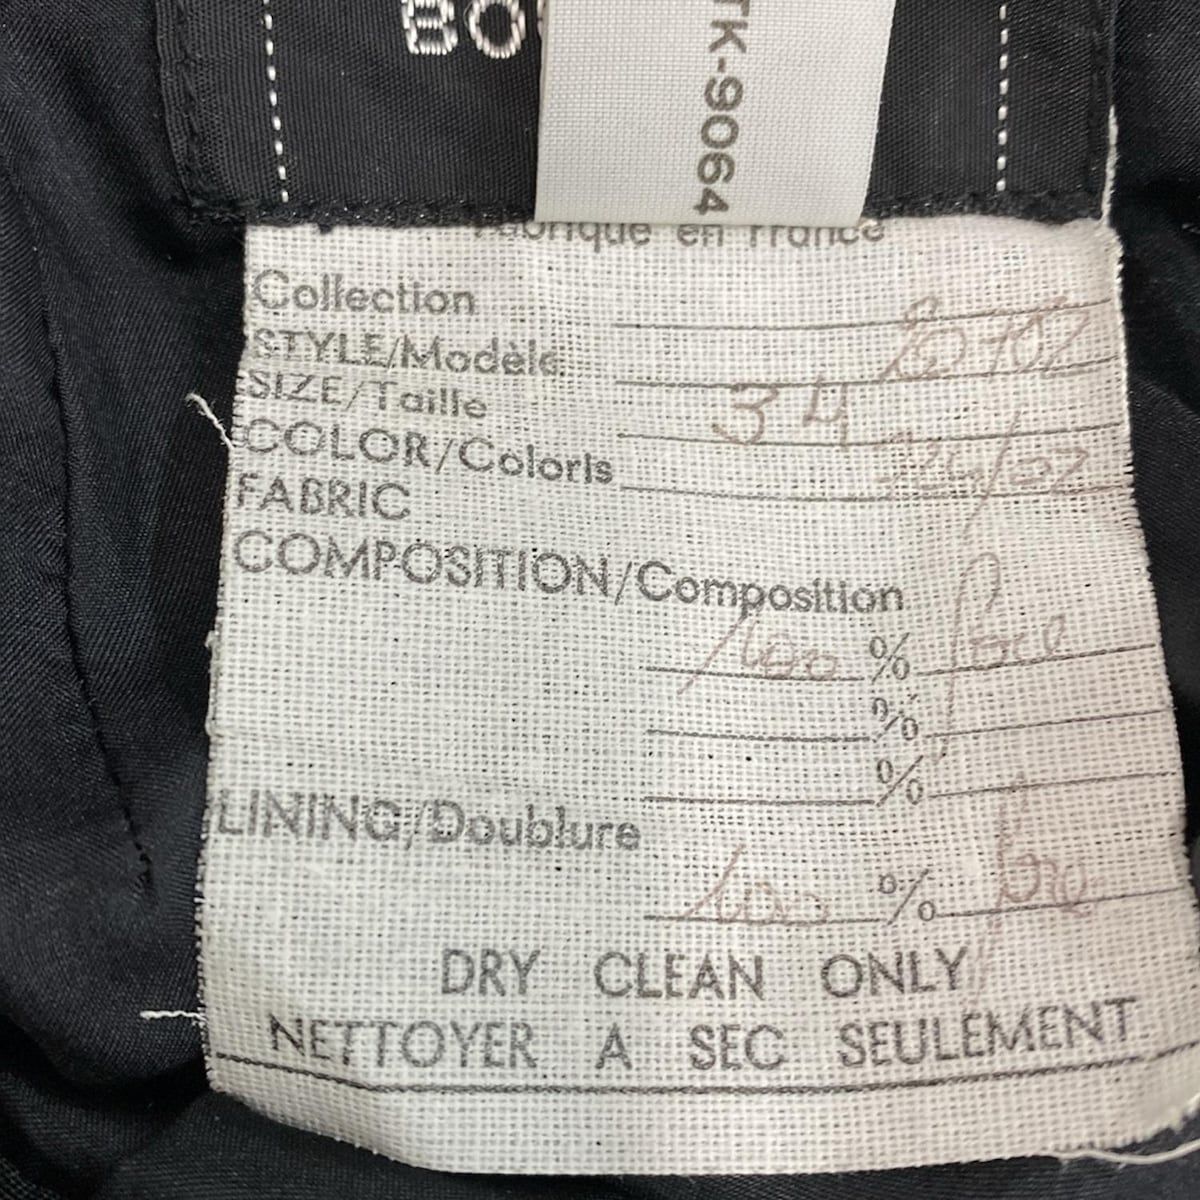 BO
TK-9064
Fabrique en France
Collection
STYLE/Modèle
SIZE/Taille 34
COLOR/Coloris
FABRIC
COMPOSITION/Composition
100 %
%
%
LINING/Doublure
100 %
DRY CLEAN ONLY
NETTOYER A SEC SEULEMENT